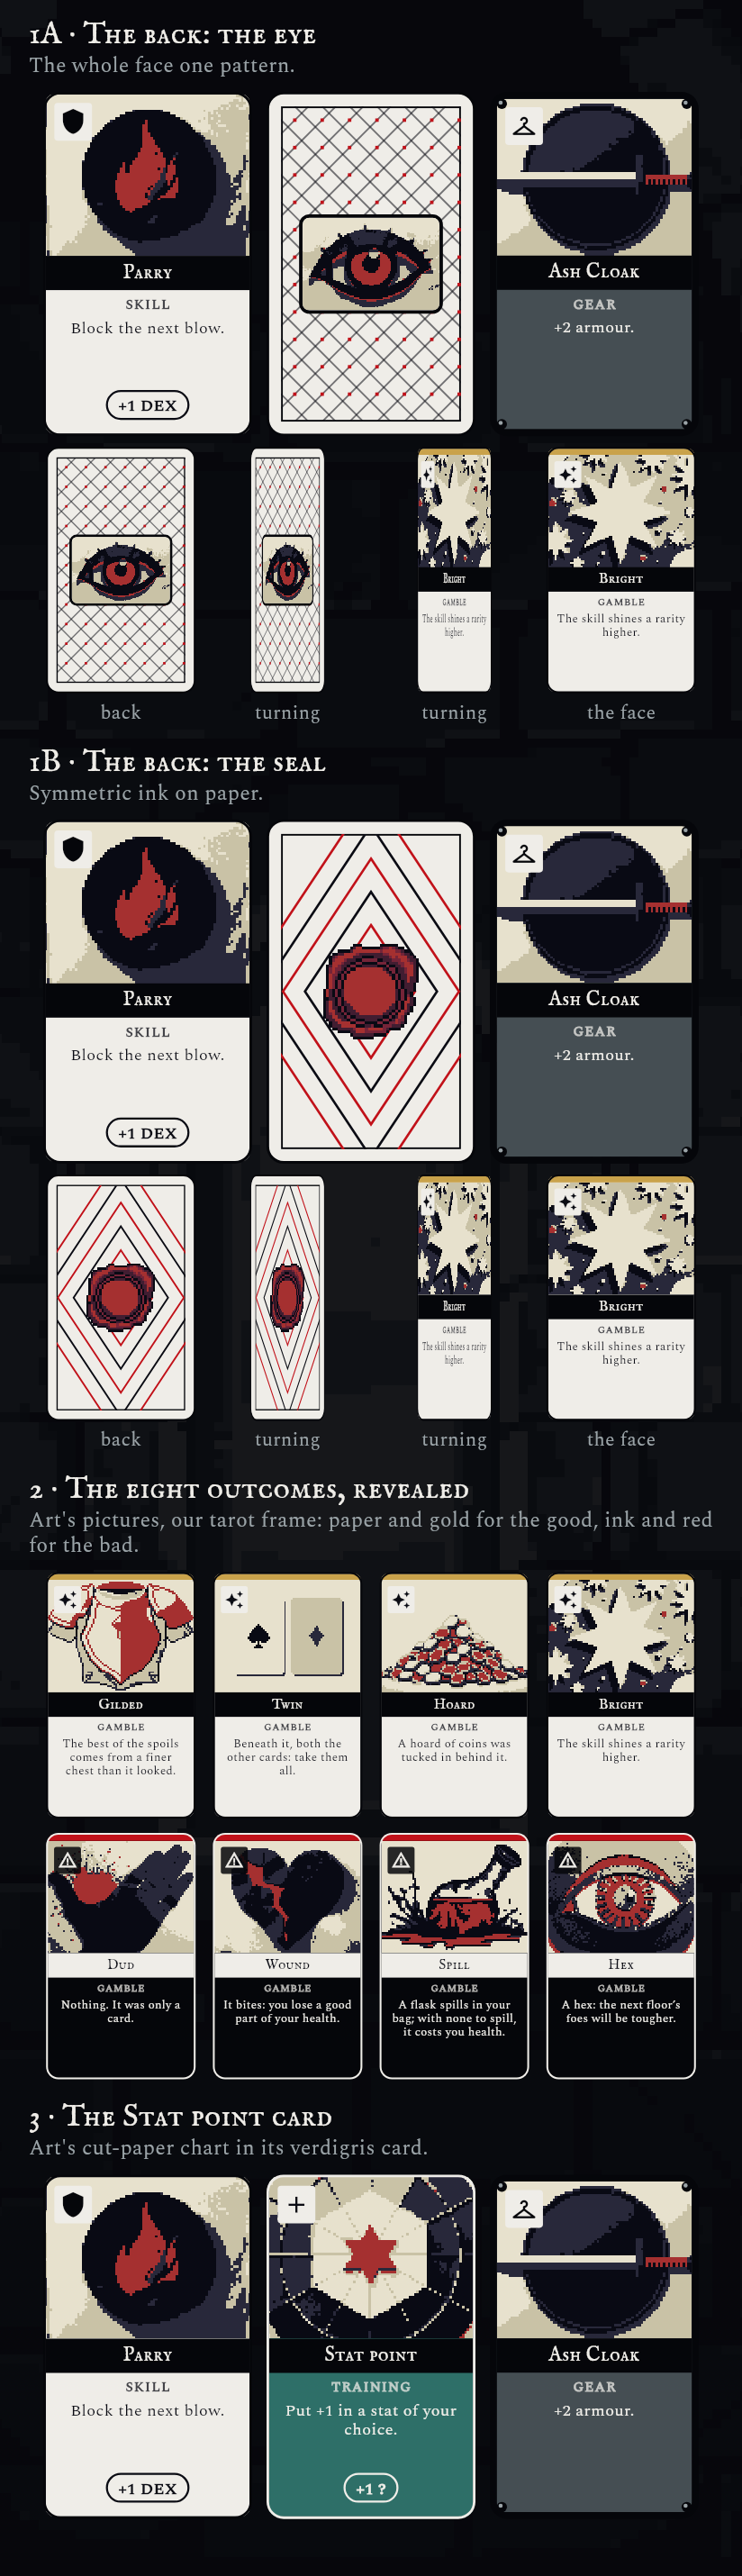 1A · The back: the eye
The whole face one pattern.
Parry
SKILL
Block the next blow.
+1 DEX
Ash Cloak
GEAR
+2 armour.
Bright
GAMBLE
The skill shines a rarity
higher.
Bright
GAMBLE
The skill shines a rarity
higher.
back
turning
turning
the face
1B · The back: the seal
Symmetric ink on paper.
Parry
SKILL
Block the next blow.
+1 DEX
Ash Cloak
GEAR
+2 armour.
Bright
GAMBLE
The skill shines a rarity
higher.
Bright
GAMBLE
The skill shines a rarity
higher.
back
turning
turning
the face
2 · The eight outcomes, revealed
Art's pictures, our tarot frame: paper and gold for the good, ink and red
for the bad.
Gilded
GAMBLE
The best of the spoils
comes from a finer
chest than it looked.
Twin
GAMBLE
Beneath it, both the
other cards: take them
all.
Hoard
GAMBLE
A hoard of coins was
tucked in behind it.
Bright
GAMBLE
The skill shines a rarity
higher.
Dud
GAMBLE
Nothing. It was only a
card.
Wound
GAMBLE
It bites: you lose a good
part of your health.
Spill
GAMBLE
A flask spills in your
bag; with none to spill,
it costs you health.
Hex
GAMBLE
A hex: the next floor's
foes will be tougher.
3 · The Stat point card
Art's cut-paper chart in its verdigris card.
Parry
SKILL
Block the next blow.
+1 DEX
Stat point
TRAINING
Put +1 in a stat of your
choice.
+1 ?
Ash Cloak
GEAR
+2 armour.